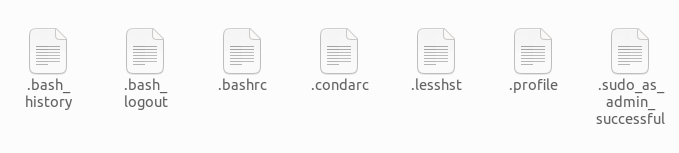 .bash_ .bash_ .bashrc .condarc .lesshst .profile .sudo_as_
history logout admin_
successful